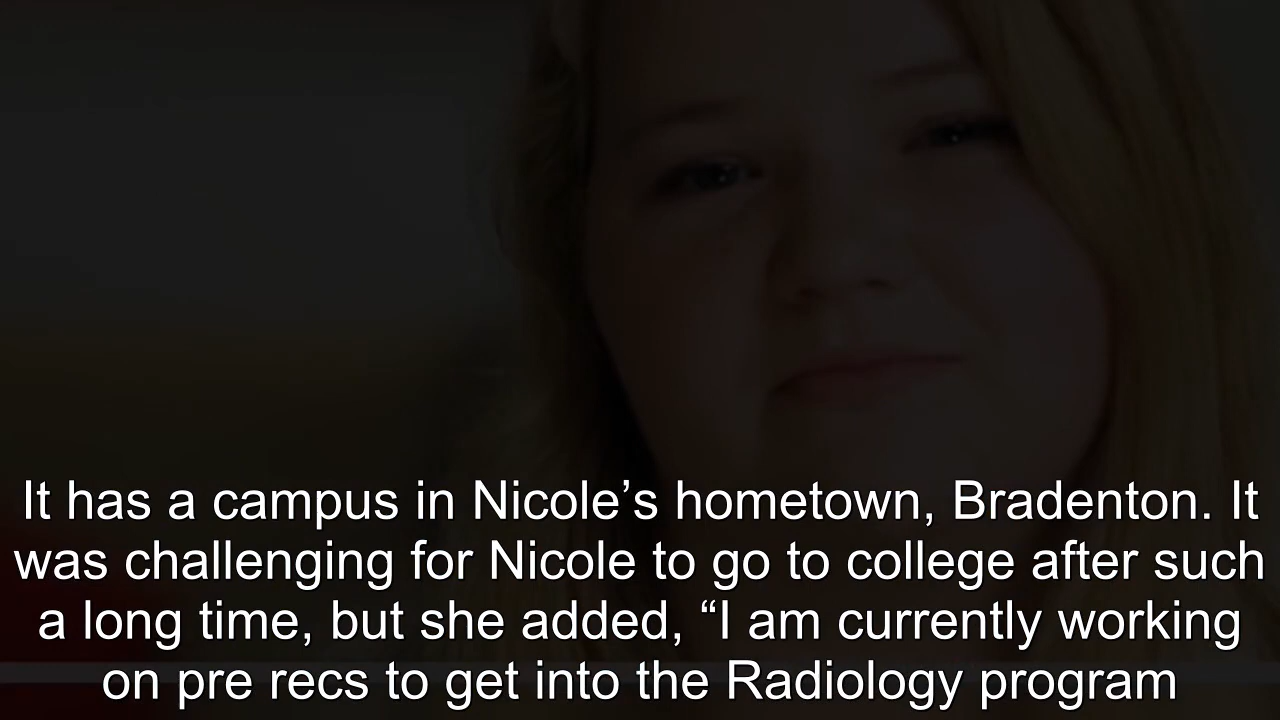 It has a campus in Nicole’s hometown, Bradenton. It
was challenging for Nicole to go to college after such
a long time, but she added, “I am currently working
on pre recs to get into the Radiology program